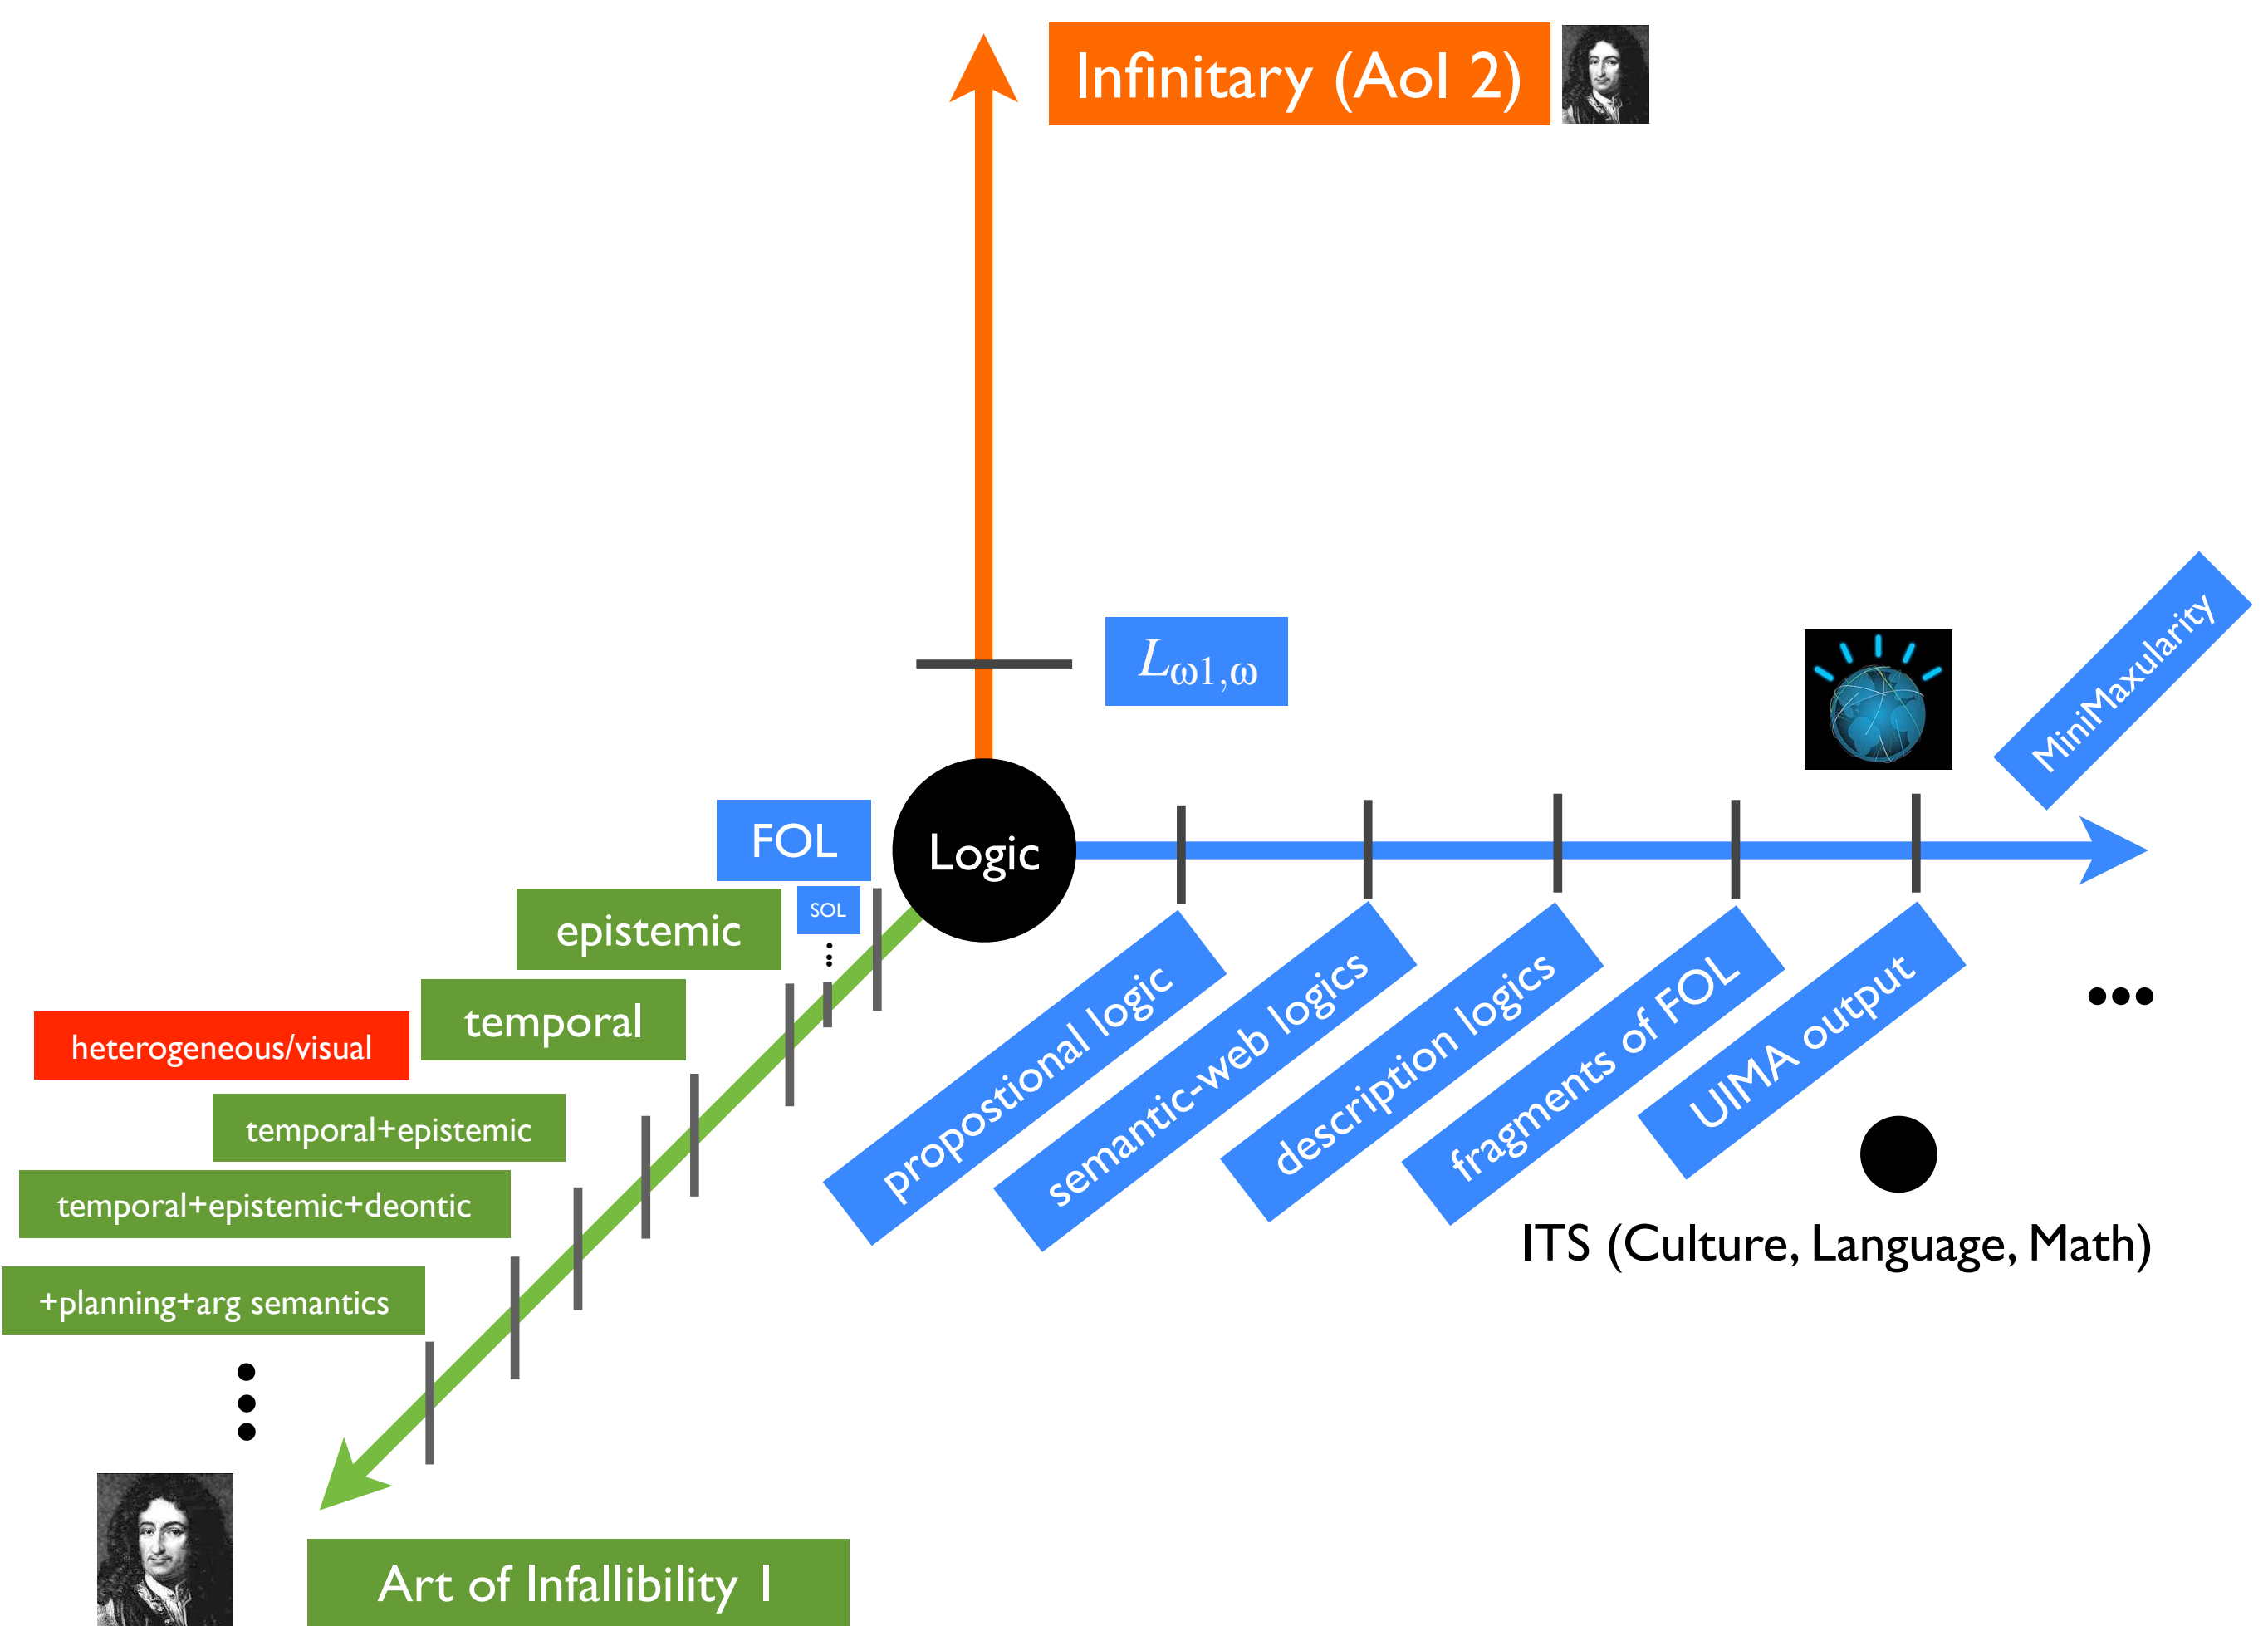 Infinitary (AoI 2)
Lω1,ω
MiniMaxularity
FOL
Logic
SOL
epistemic
temporal
heterogeneous/visual
temporal+epistemic
temporal+epistemic+deontic
+planning+arg semantics
Art of Infallibility 1
propostional logic
semantic-web logics
description logics
fragments of FOL
UIMA output
ITS (Culture, Language, Math)